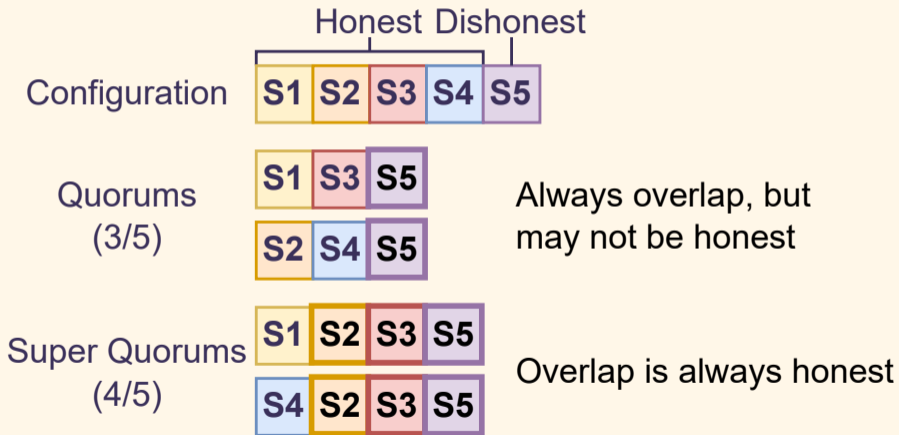 Honest Dishonest
Configuration S1 S2 S3 S4 S5
Quorums
(3/5)
S1 S3 S5
S2 S4 S5
Always overlap, but
may not be honest
Super Quorums
(4/5)
S1 S2 S3 S5
S4 S2 S3 S5
Overlap is always honest